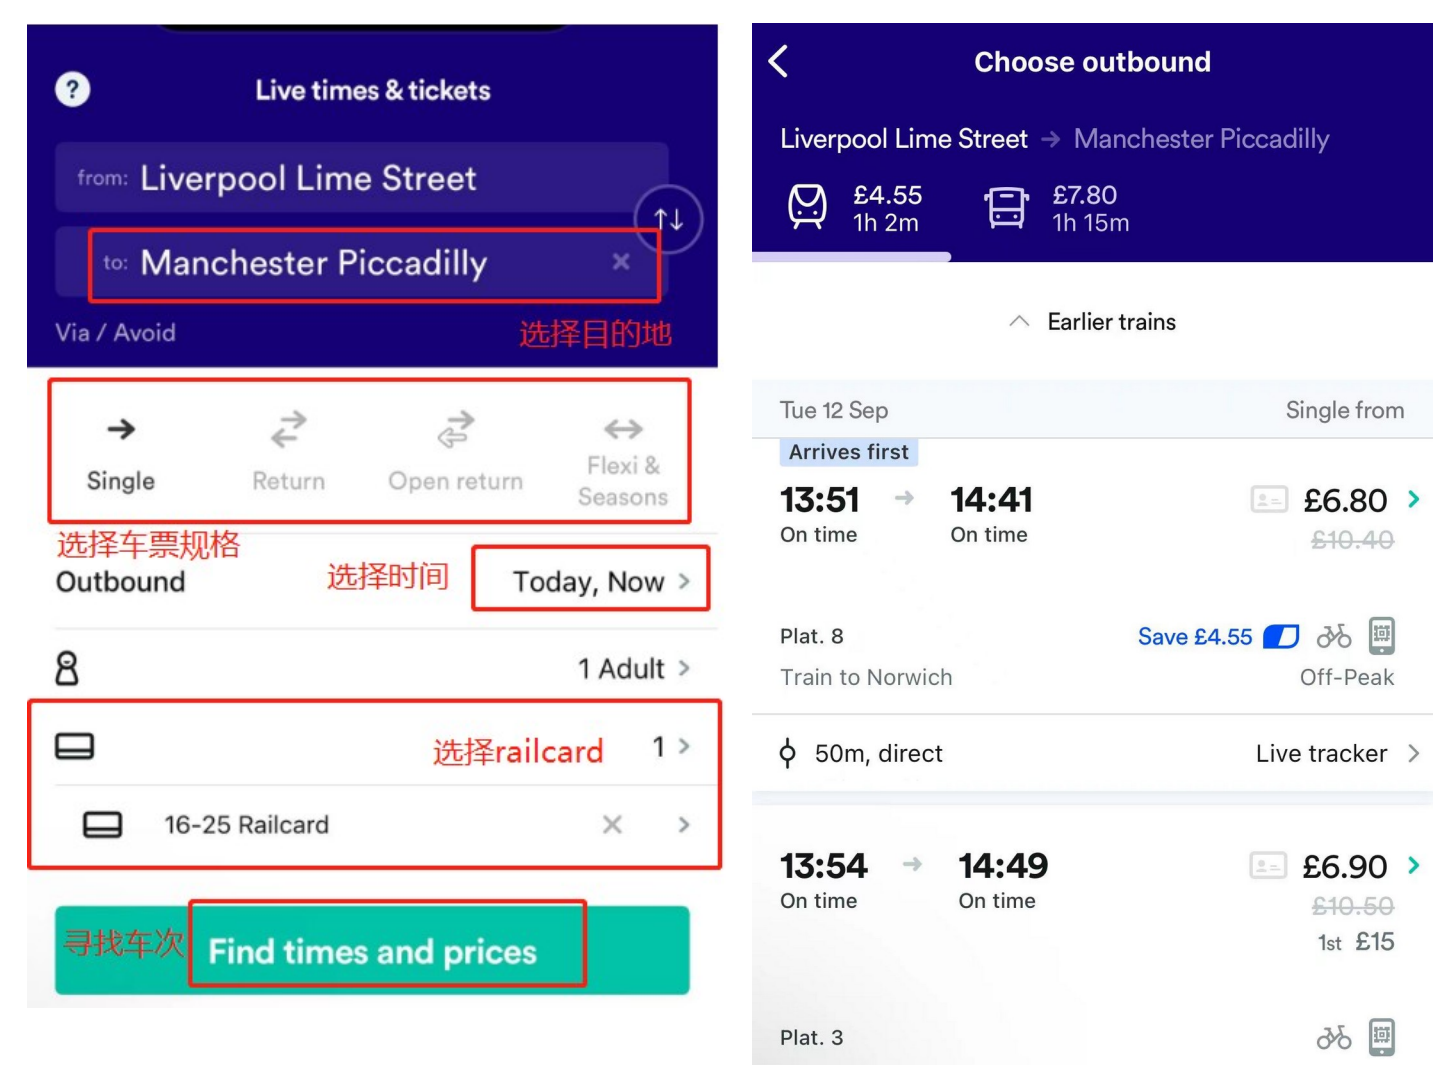 ?
Live times & tickets
from: Liverpool Lime Street
to: Manchester Piccadilly
Via / Avoid
选择目的地
Single
Return
Open return
Flexi &
Seasons
选择车票规格
Outbound
选择时间
Today, Now
1 Adult
选择railcard
1
16-25 Railcard
寻找车次
Find times and prices
Choose outbound
Liverpool Lime Street → Manchester Piccadilly
£4.55
1h 2m
£7.80
1h 15m
Earlier trains
Tue 12 Sep
Single from
Arrives first
13:51 → 14:41
£6.80
On time
On time
£10.40
Plat. 8
Save £4.55
Train to Norwich
Off-Peak
50m, direct
Live tracker
13:54 → 14:49
£6.90
On time
On time
£10.50
1st £15
Plat. 3